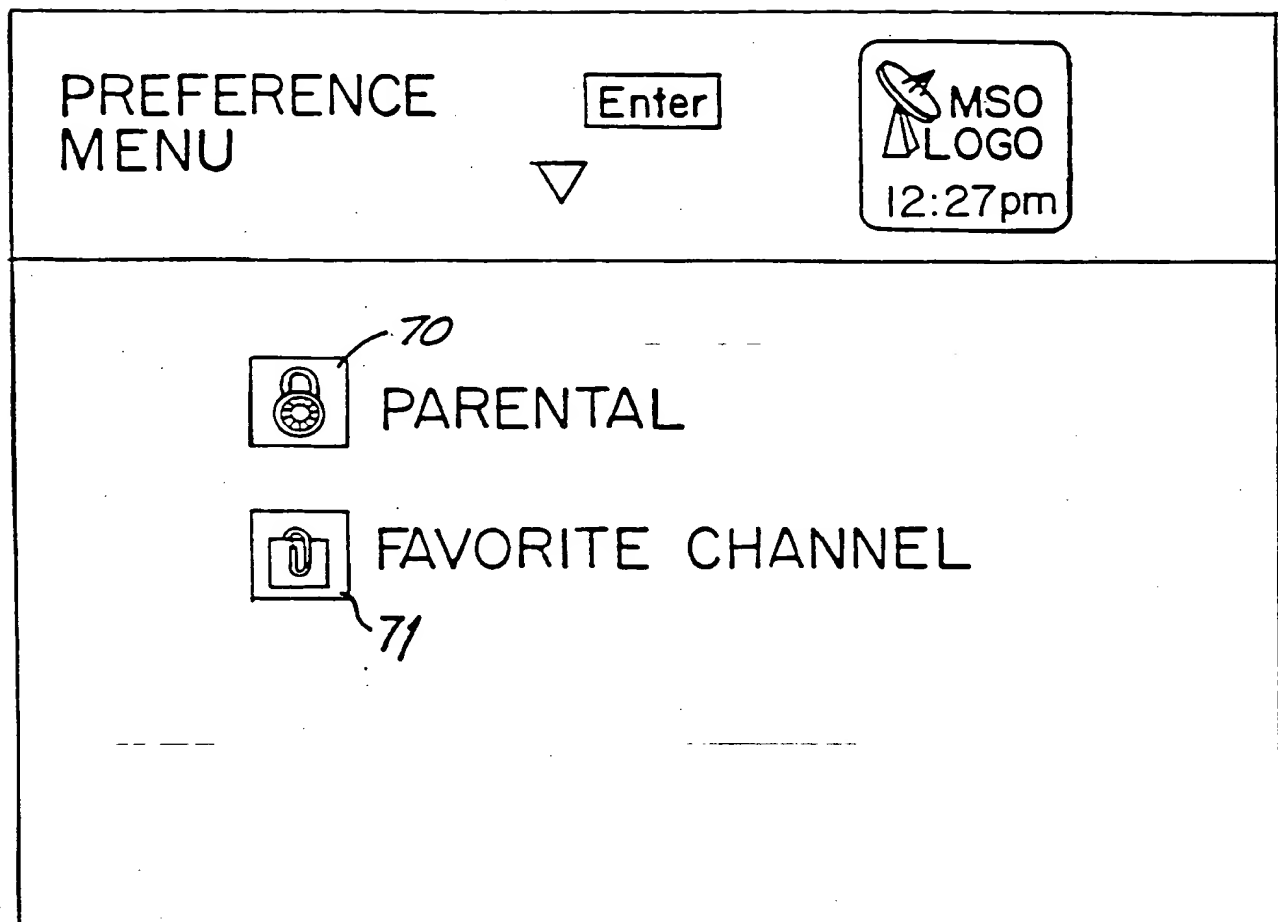 PREFERENCE
MENU
Enter
MSO
LOGO
12:27pm
70
PARENTAL
FAVORITE CHANNEL
71